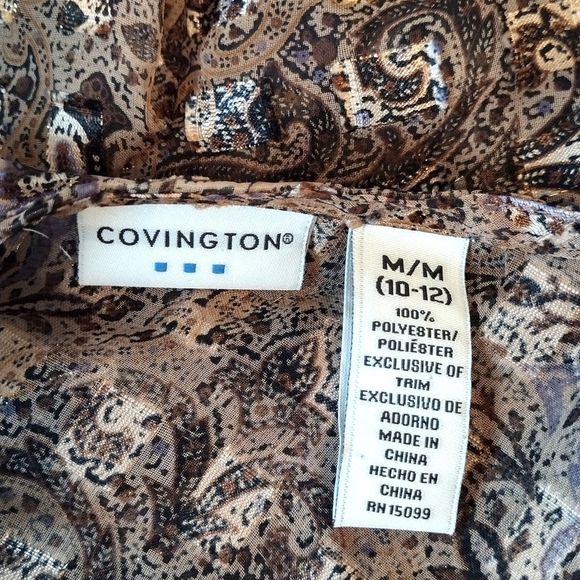 COVINGTON®
M/M
(10-12)
100%
POLYESTER/
POLIÉSTER
EXCLUSIVE OF
TRIM
EXCLUSIVO DE
ADORNO
MADE IN
CHINA
HECHO EN
CHINA
RN 15099